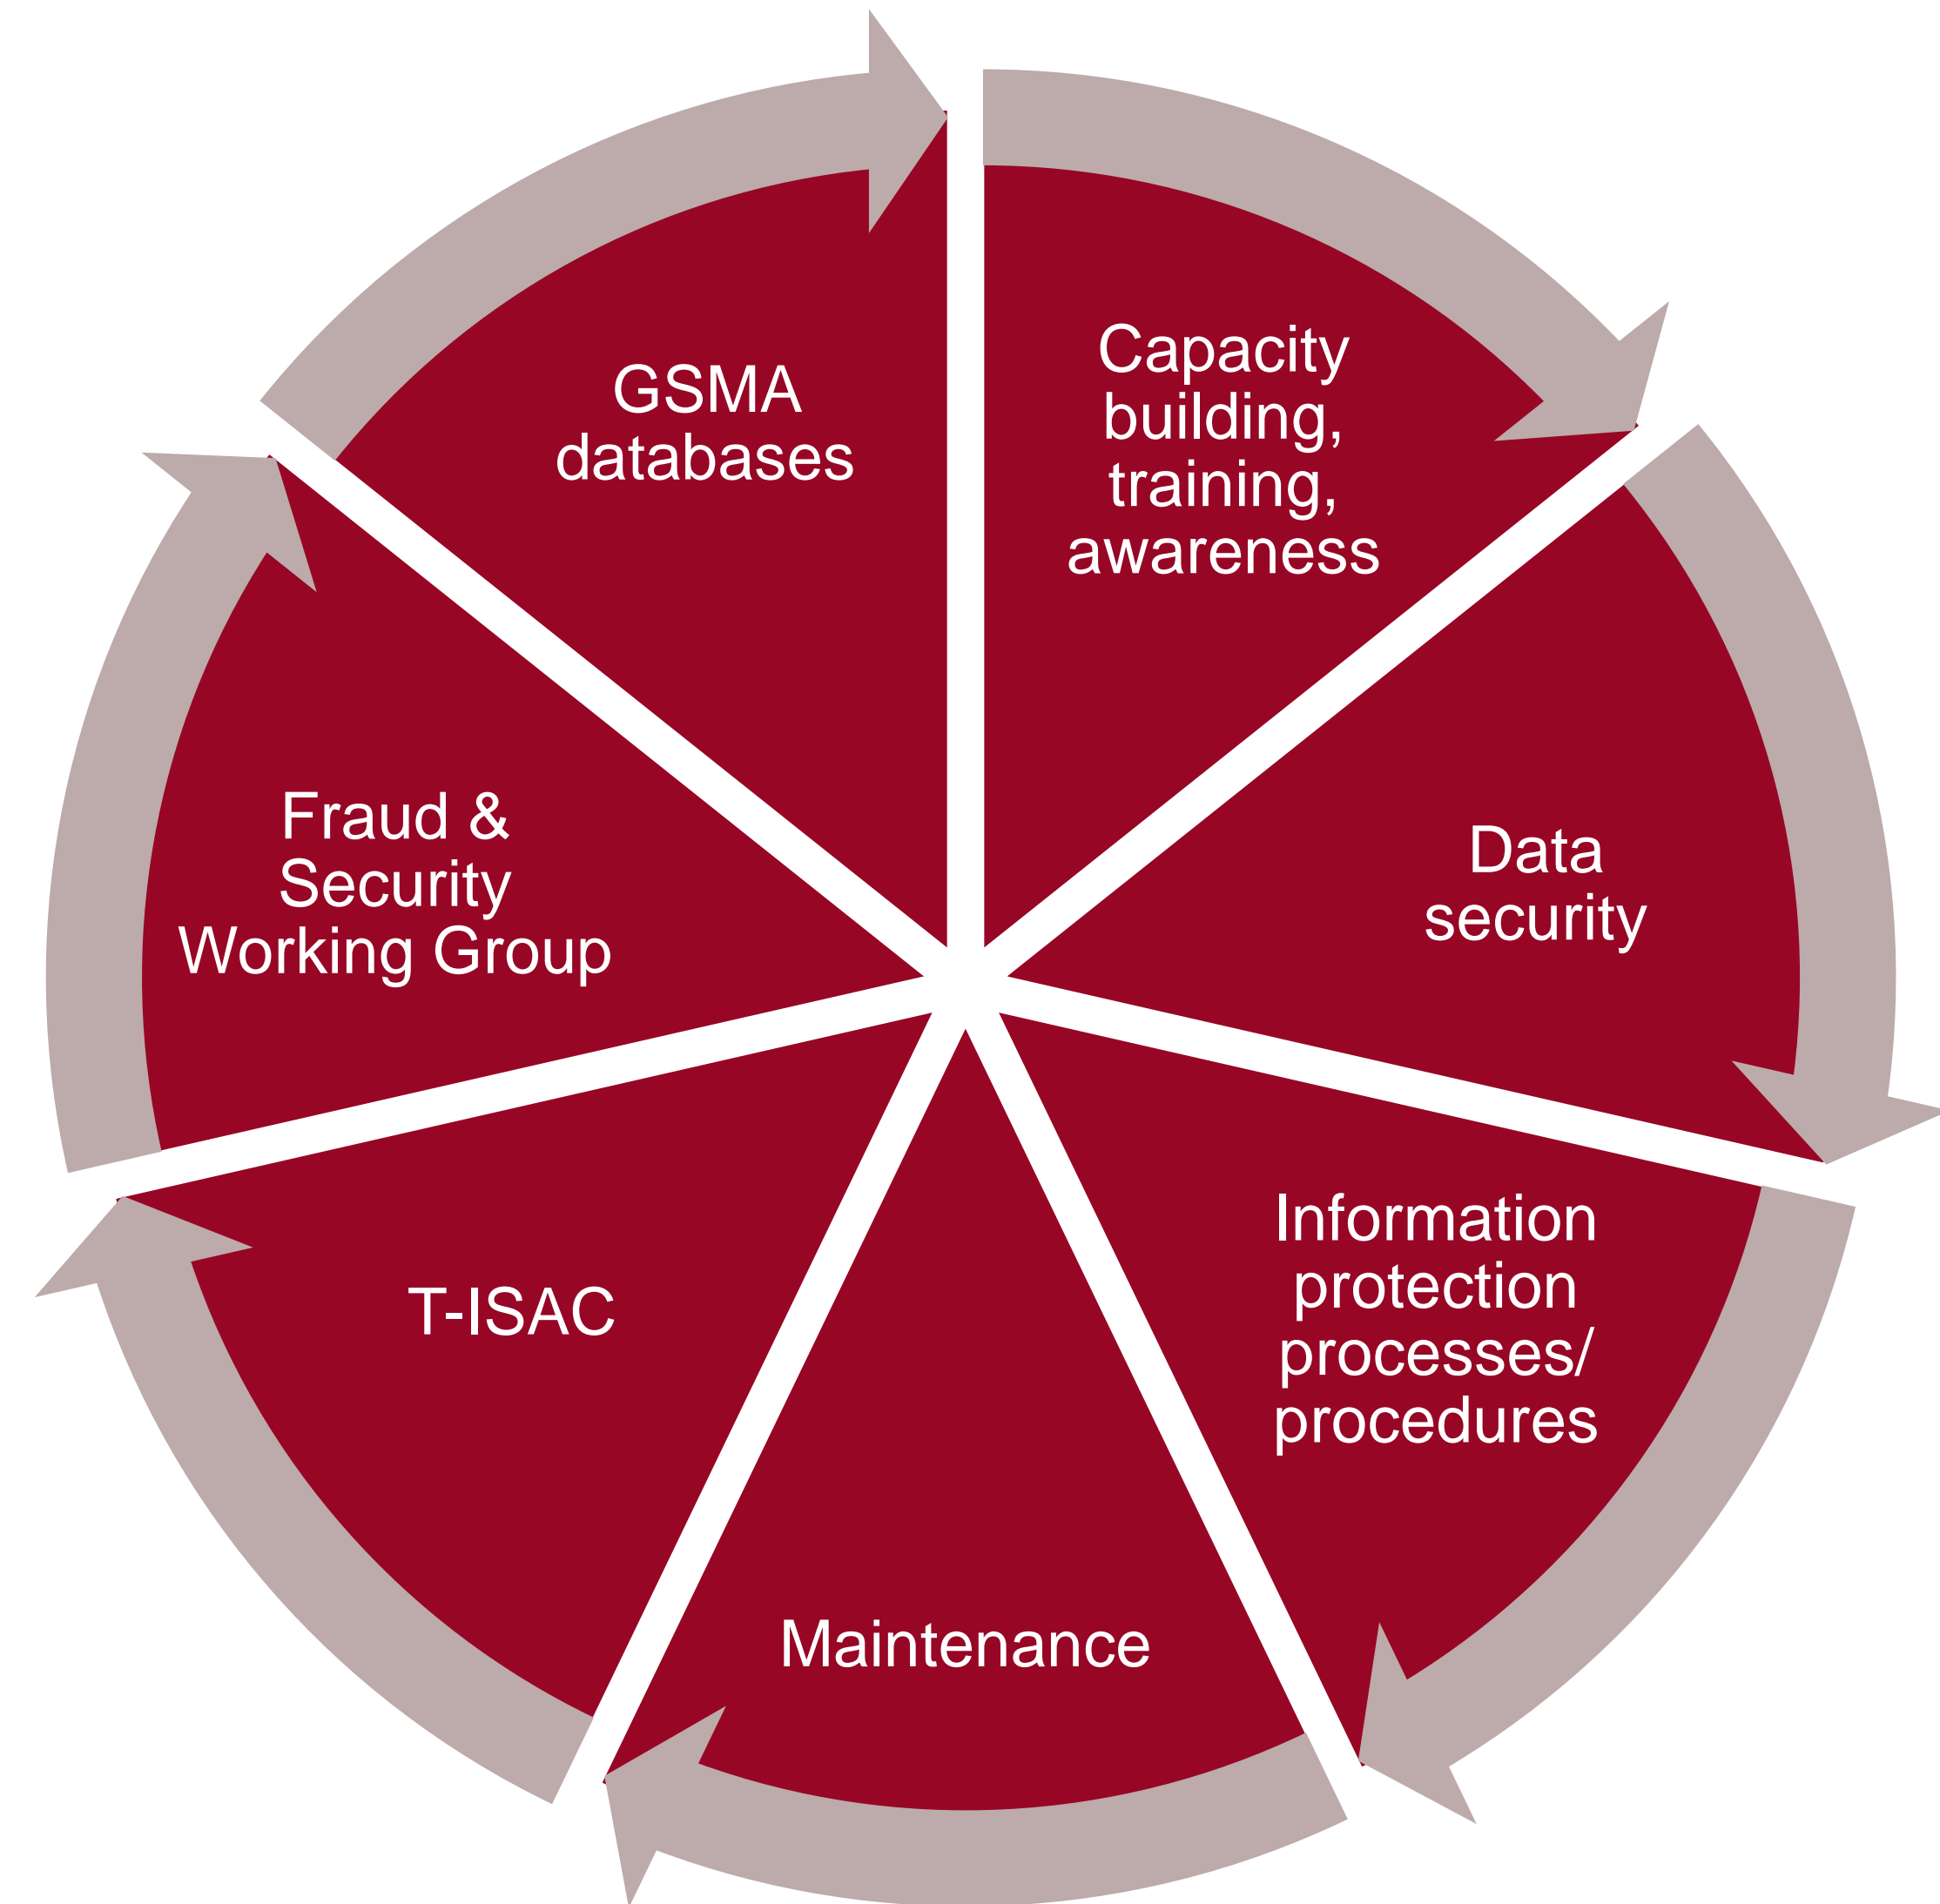 GSMA
databases
Capacity
building,
training,
awareness
Fraud &
Security
Working Group
Data
security
Information
protection
processes/
procedures
T-ISAC
Maintenance